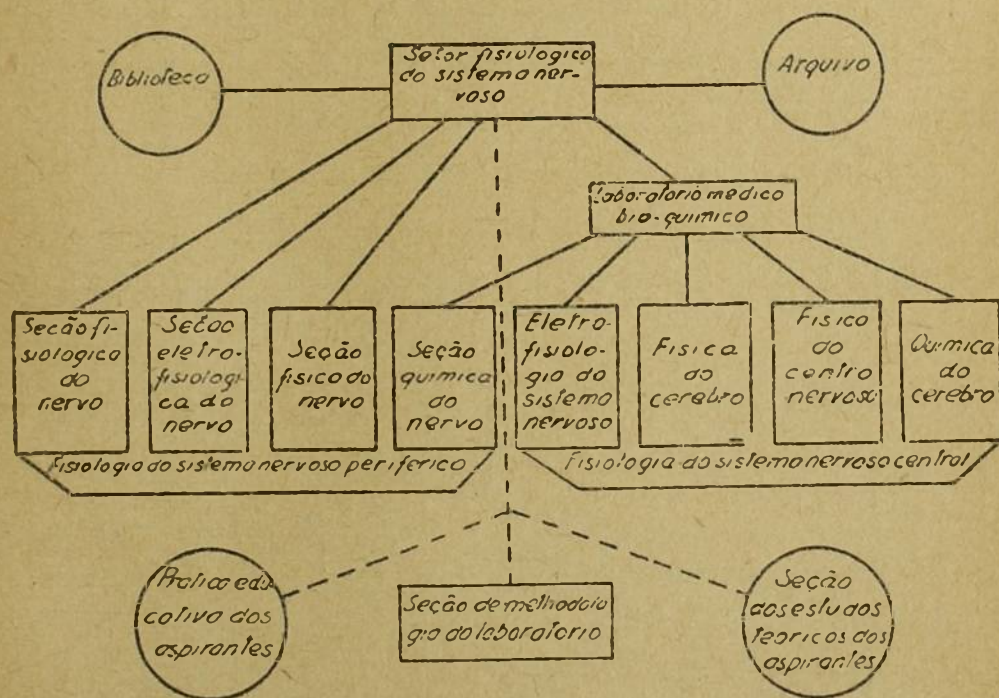 Biblioteca
Setor fisiologico
do sistema ner-
voso
Arquivo
Laboratorio medico
bio-quimico
Secão fi-
siologica
do
nervo
Setao
eletro-
fisiologi
ca do
nervo
Seção
fisica do
nervo
Seção
quimica
do
nervo
Eletro-
fisiolo-
gia do
sistema
nervoso
Fisica
do
cerebro
Fisica
do
centro
nervoso
Quimica
do
cerebro
Fisiologia do sistema nervoso periferico
Fisiologia do sistema nervoso central
Pratica edu
cativa dos
aspirantes
Seção de methodolo
gia do laboratorio
Seção
dos estudos
teoricos dos
aspirantes